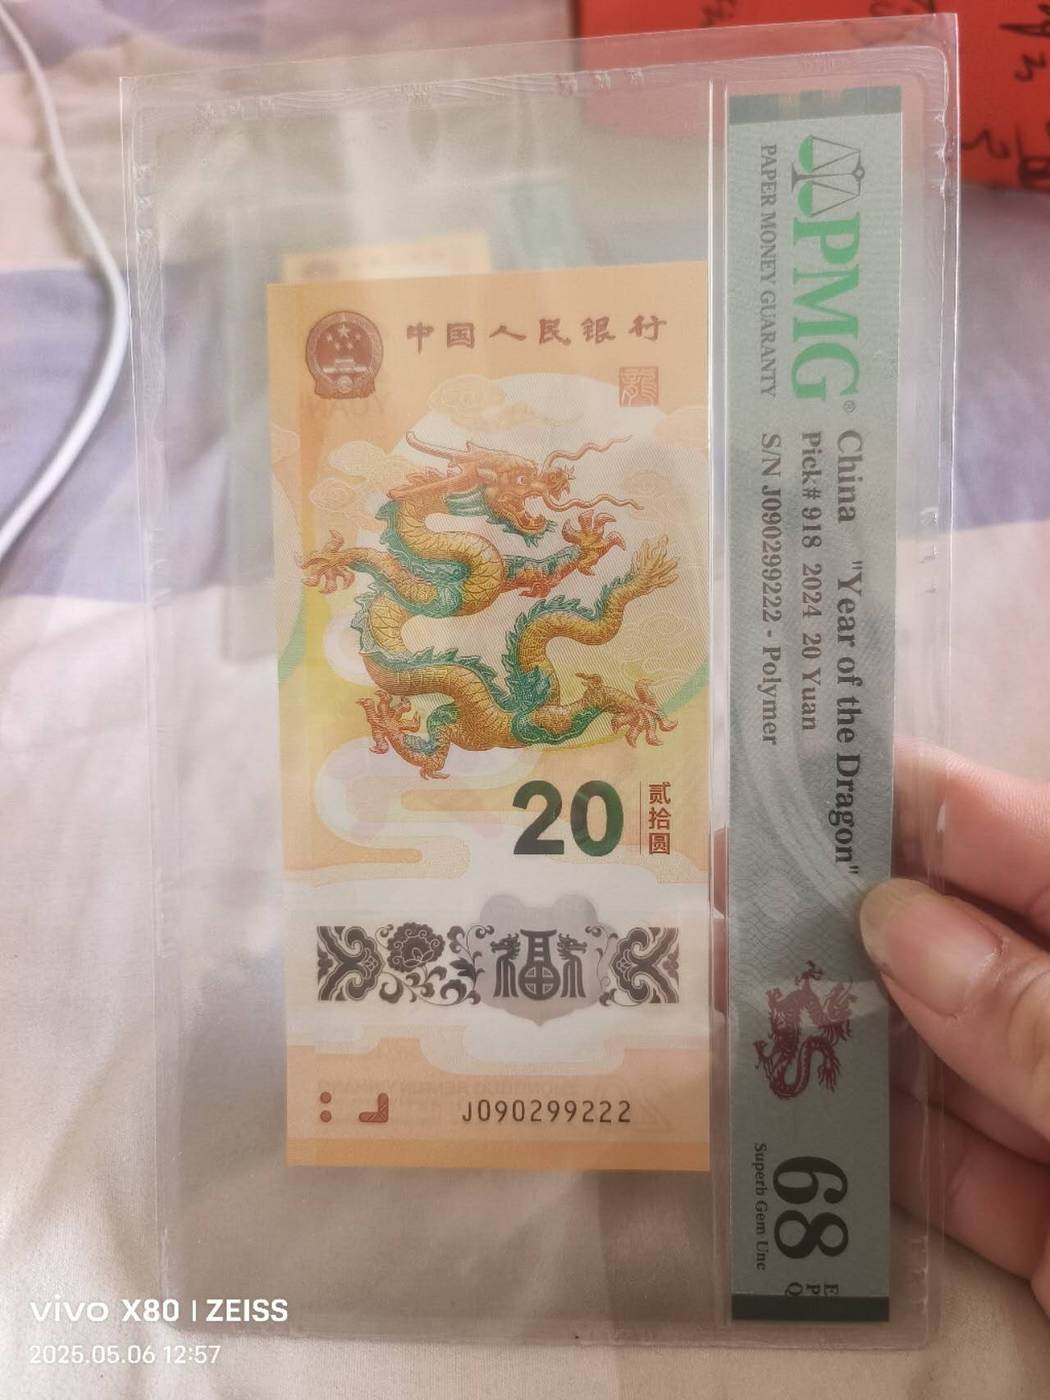 中国人民银行
龍
20
贰拾圆
福
J090299222
PMG®
PAPER MONEY GUARANTY
China "Year of the Dragon"
Pick# 918 2024 20 Yuan
S/N J090299222 - Polymer
68
EPQ
Superb Gem Unc
vivo X80 | ZEISS
2025.05.06 12:57